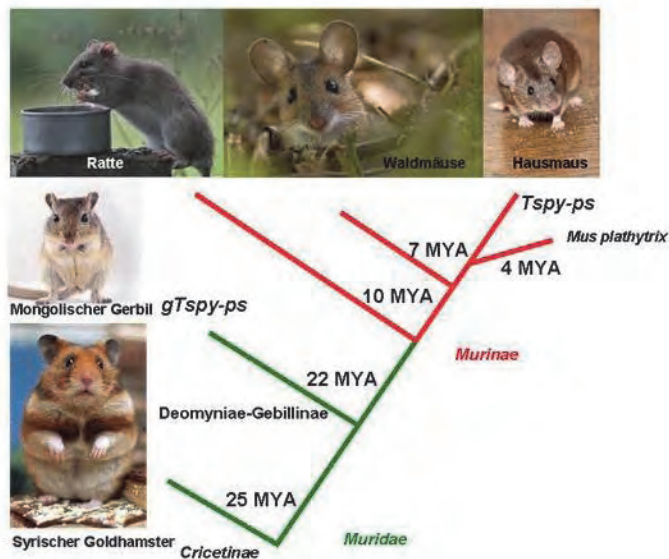 Ratte
Waldmäuse
Hausmaus
Tspy-ps
Mus plathytrix
7 MYA
4 MYA
10 MYA
Mongolischer Gerbil
gTspy-ps
Murinae
22 MYA
Deomyniae-Gebillinae
25 MYA
Syrischer Goldhamster
Cricetinae
Muridae